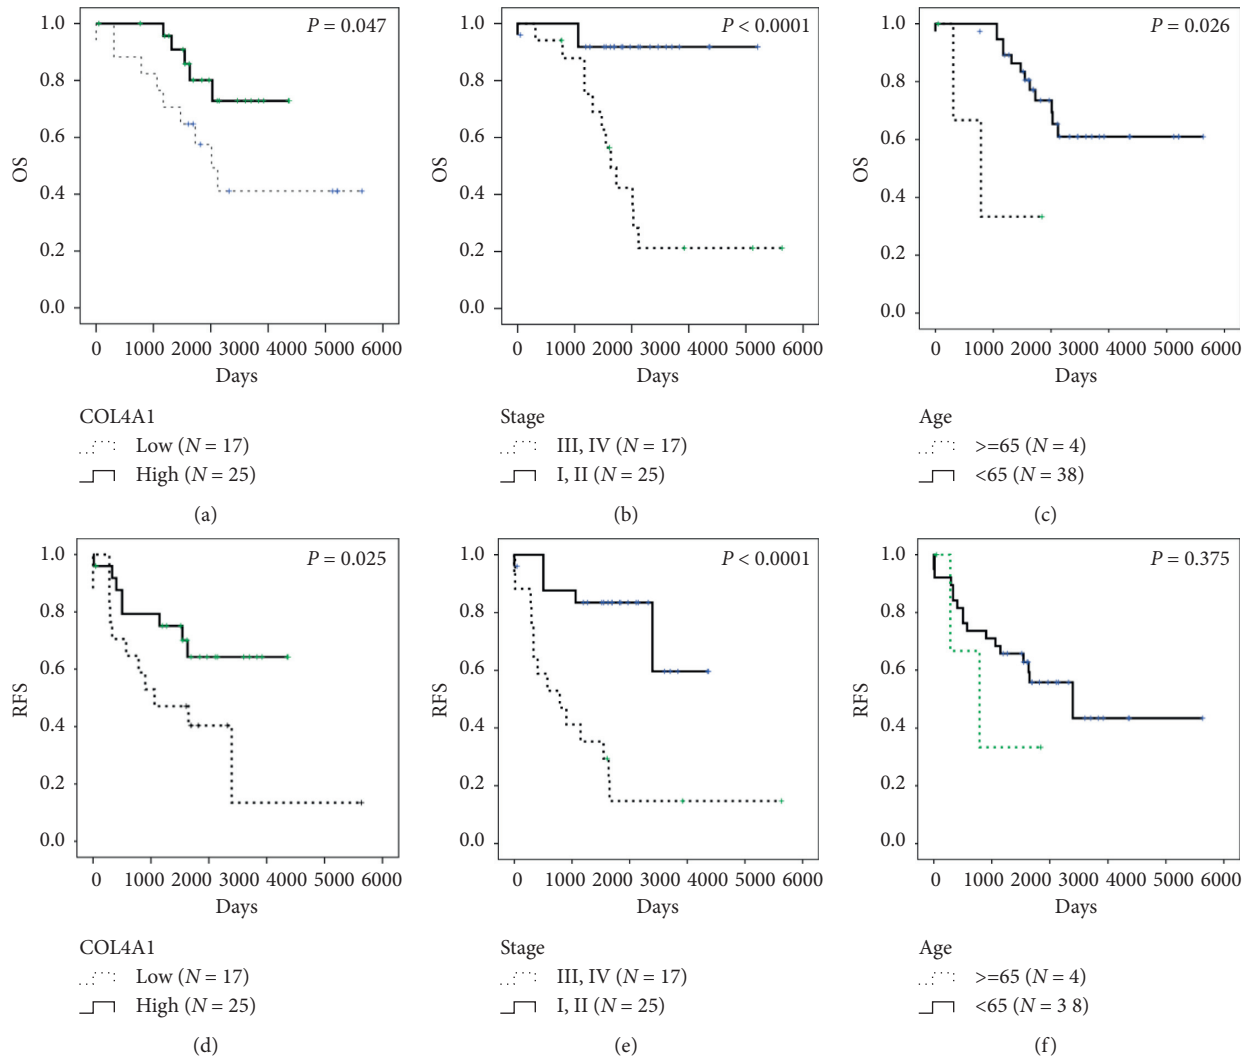 P = 0.047
OS
1.0
0.8
0.6
0.4
0.2
0.0
0 1000 2000 3000 4000 5000 6000
Days
COL4A1
Low (N = 17)
High (N = 25)
(a)
P < 0.0001
OS
1.0
0.8
0.6
0.4
0.2
0.0
0 1000 2000 3000 4000 5000 6000
Days
Stage
III, IV (N = 17)
I, II (N = 25)
(b)
P = 0.026
OS
1.0
0.8
0.6
0.4
0.2
0.0
0 1000 2000 3000 4000 5000 6000
Days
Age
>=65 (N = 4)
<65 (N = 38)
(c)
P = 0.025
RFS
1.0
0.8
0.6
0.4
0.2
0.0
0 1000 2000 3000 4000 5000 6000
Days
COL4A1
Low (N = 17)
High (N = 25)
(d)
P < 0.0001
RFS
1.0
0.8
0.6
0.4
0.2
0.0
0 1000 2000 3000 4000 5000 6000
Days
Stage
III, IV (N = 17)
I, II (N = 25)
(e)
P = 0.375
RFS
1.0
0.8
0.6
0.4
0.2
0.0
0 1000 2000 3000 4000 5000 6000
Days
Age
>=65 (N = 4)
<65 (N = 3 8)
(f)